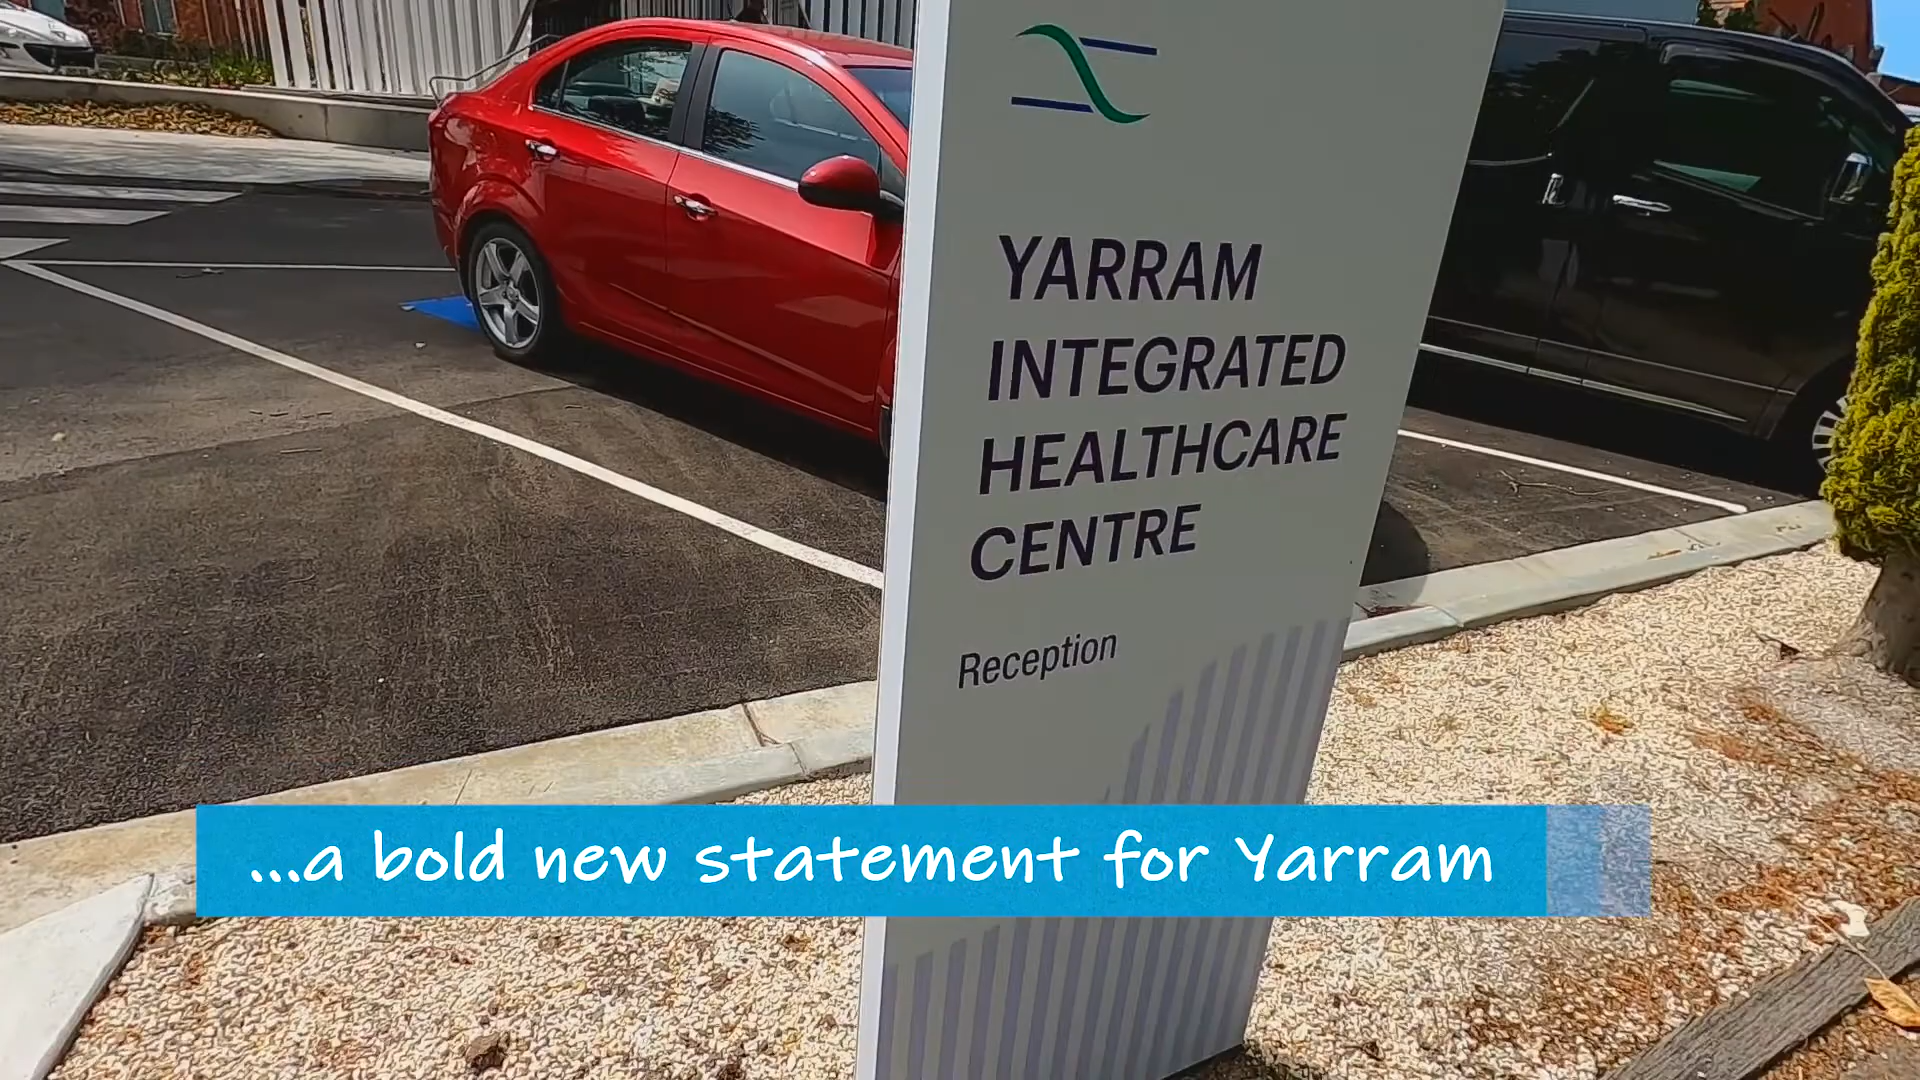 YARRAM
INTEGRATED
HEALTHCARE
CENTRE
Reception
...a bold new statement for Yarram